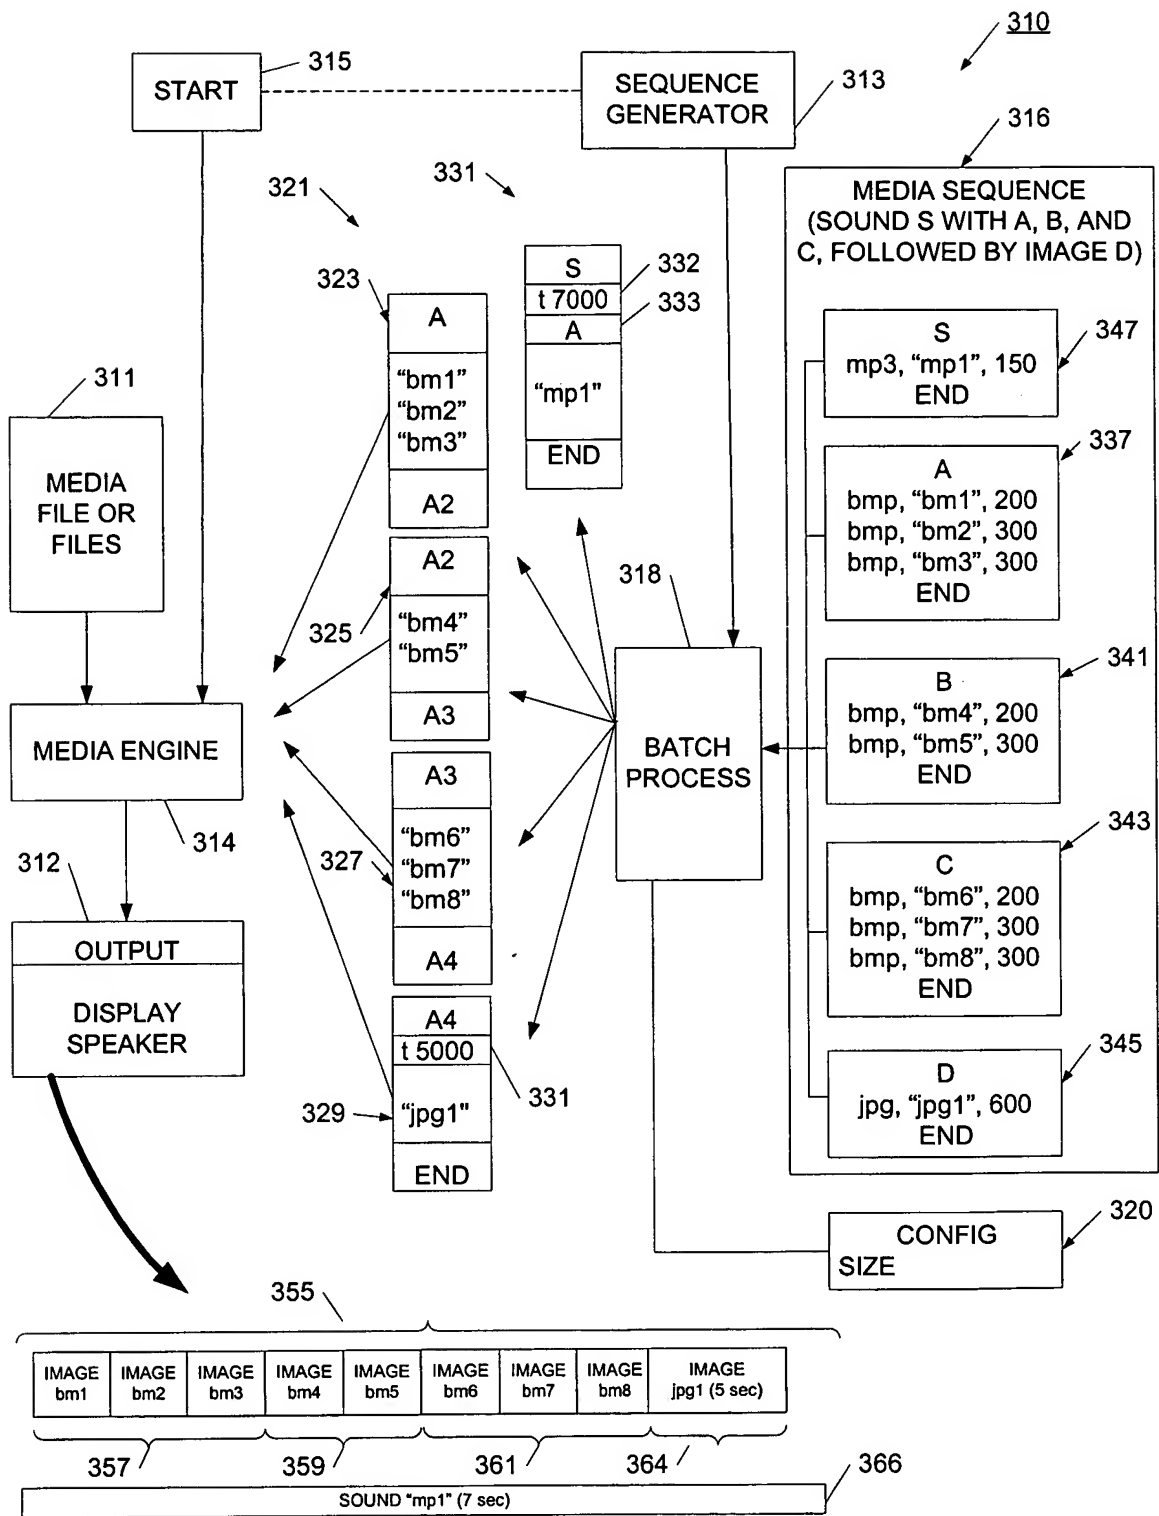 310
START
315
SEQUENCE
GENERATOR
313
316
MEDIA SEQUENCE
(SOUND S WITH A, B, AND
C, FOLLOWED BY IMAGE D)
S
mp3, “mp1”, 150
END
347
A
bmp, “bm1”, 200
bmp, “bm2”, 300
bmp, “bm3”, 300
END
337
B
bmp, “bm4”, 200
bmp, “bm5”, 300
END
341
C
bmp, “bm6”, 200
bmp, “bm7”, 300
bmp, “bm8”, 300
END
343
D
jpg, “jpg1”, 600
END
345
CONFIG
SIZE
320
331
S
t 7000
A
“mp1”
END
332
333
321
323
A
“bm1”
“bm2”
“bm3”
A2
A2
“bm4”
“bm5”
A3
325
A3
“bm6”
“bm7”
“bm8”
A4
327
A4
t 5000
“jpg1”
END
329
331
318
BATCH
PROCESS
311
MEDIA
FILE OR
FILES
MEDIA ENGINE
314
312
OUTPUT
DISPLAY
SPEAKER
355
IMAGE
bm1
IMAGE
bm2
IMAGE
bm3
IMAGE
bm4
IMAGE
bm5
IMAGE
bm6
IMAGE
bm7
IMAGE
bm8
IMAGE
jpg1 (5 sec)
357
359
361
364
366
SOUND “mp1” (7 sec)